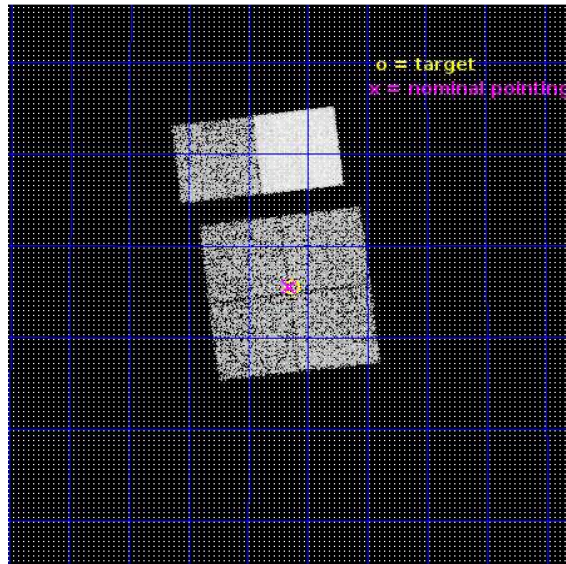 o = target
x = nominal pointing